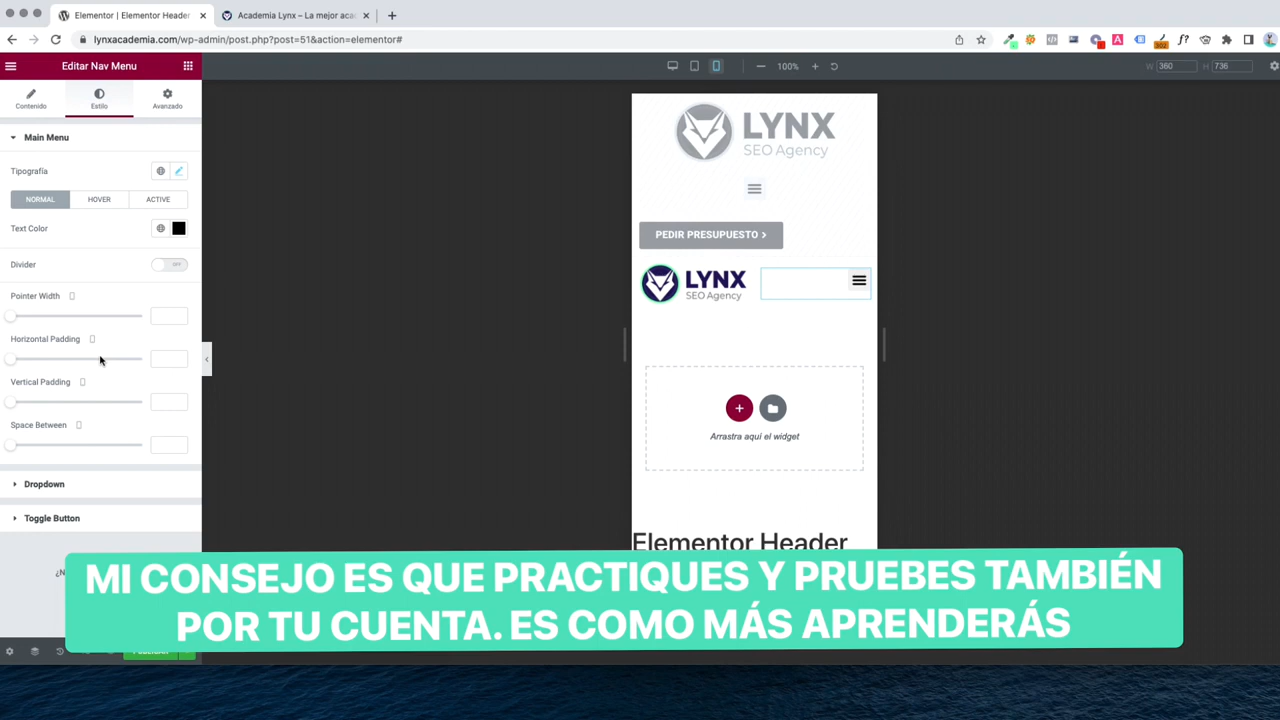 Elementor | Elementor Header
Academia Lynx – La mejor aca
lynxacademia.com/wp-admin/post.php?post=51&action=elementor#
Editar Nav Menu
100%
W 360 H 736
Contenido
Estilo
Avanzado
Main Menu
Tipografía
NORMAL
HOVER
ACTIVE
Text Color
Divider
OFF
Pointer Width
Horizontal Padding
Vertical Padding
Space Between
Dropdown
Toggle Button
LYNX
SEO Agency
PEDIR PRESUPUESTO
LYNX
SEO Agency
Arrastra aquí el widget
Elementor Header
MI CONSEJO ES QUE PRACTIQUES Y PRUEBES TAMBIÉN
POR TU CUENTA. ES COMO MÁS APRENDERÁS